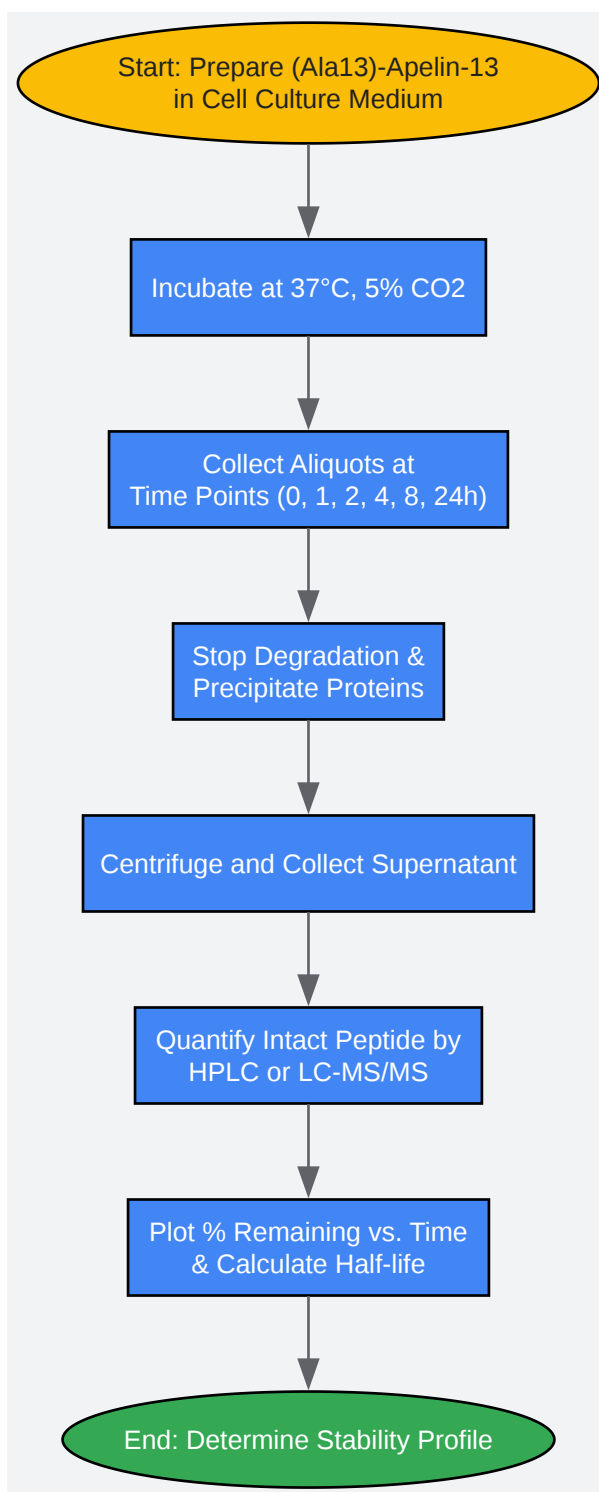 Start: Prepare (Ala13)-Apelin-13
in Cell Culture Medium
Incubate at 37°C, 5% CO2
Collect Aliquots at
Time Points (0, 1, 2, 4, 8, 24h)
Stop Degradation &
Precipitate Proteins
Centrifuge and Collect Supernatant
Quantify Intact Peptide by
HPLC or LC-MS/MS
Plot % Remaining vs. Time
& Calculate Half-life
End: Determine Stability Profile